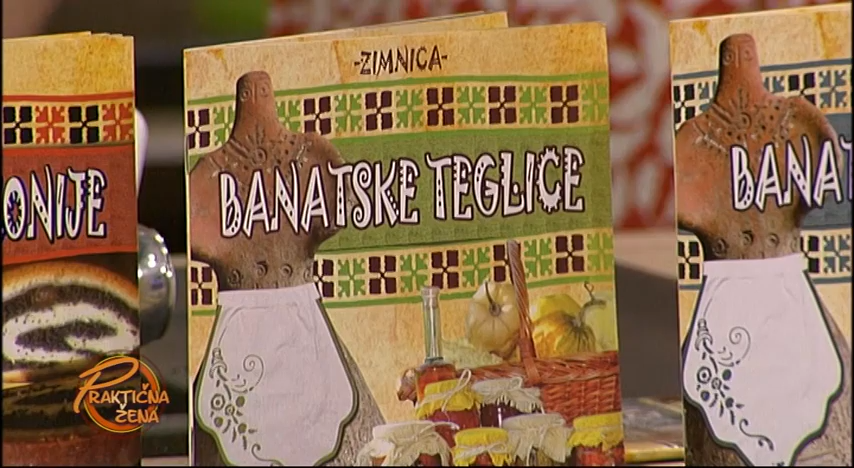 -ZIMNICA-
BANATSKE TEGLICE
ONIJE
BANAT
PRAKTIČNA
ŽENA